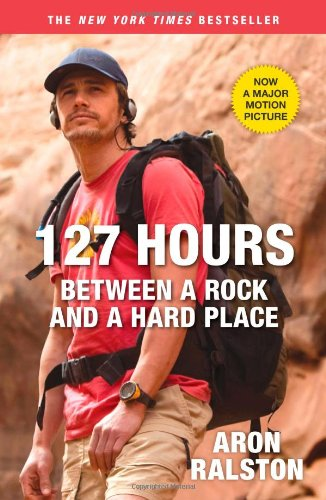 THE NEW YORK TIMES BESTSELLER
NOW
A MAJOR
MOTION
PICTURE
127 HOURS
BETWEEN A ROCK
AND A HARD PLACE
ARON
RALSTON